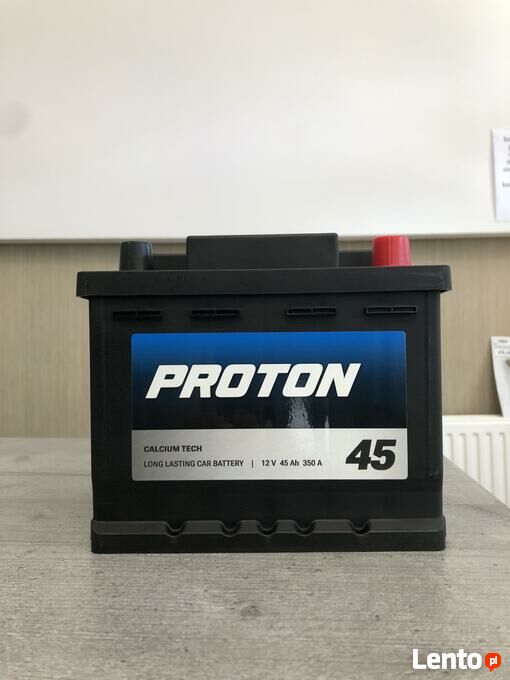 PROTON
CALCIUM TECH
LONG LASTING CAR BATTERY | 12 V 45 Ah 350 A
45
Lento.pl